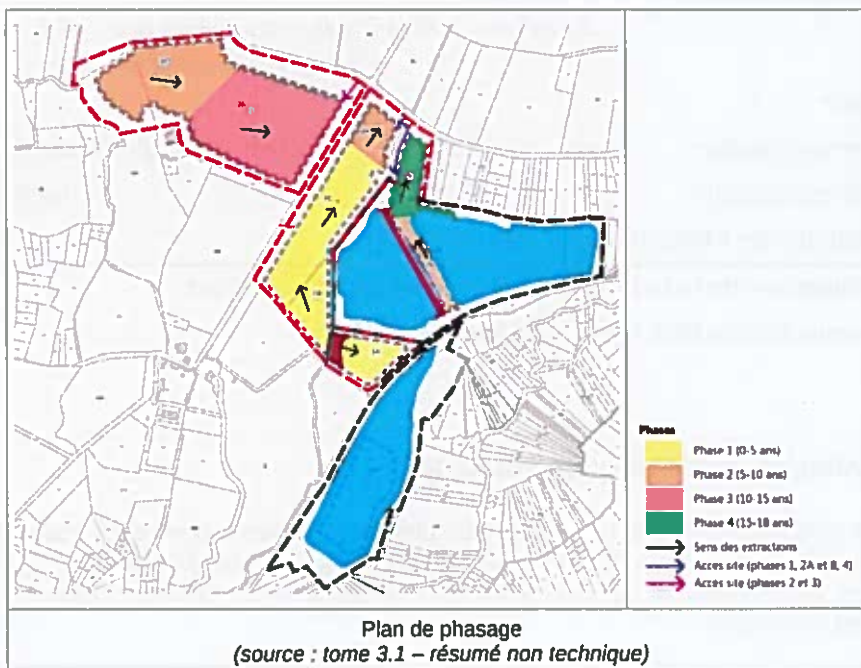 Phases
Phase 1 (0-5 ans)
Phase 2 (5-10 ans)
Phase 3 (10-15 ans)
Phase 4 (15-18 ans)
Sens des extractions
Accès site (phases 1, 2A et B, 4)
Accès site (phases 2 et 3)
Plan de phasage
(source : tome 3.1 – résumé non technique)